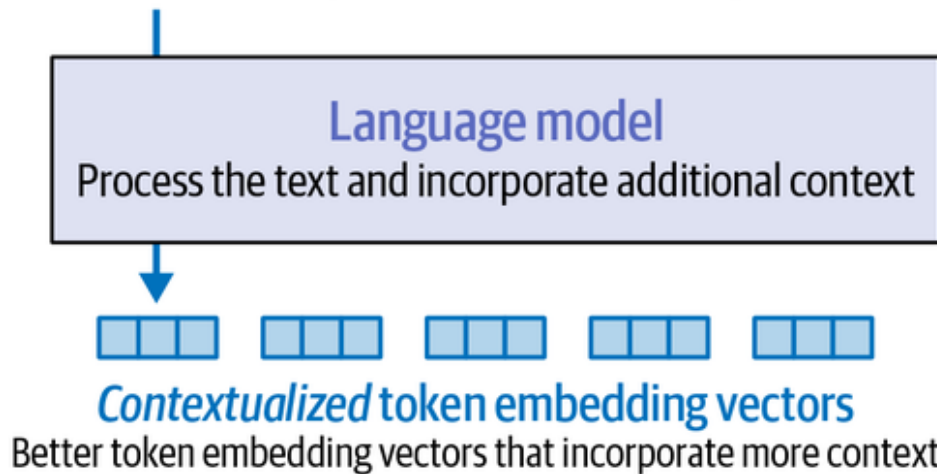 Language model
Process the text and incorporate additional context
Contextualized token embedding vectors
Better token embedding vectors that incorporate more context